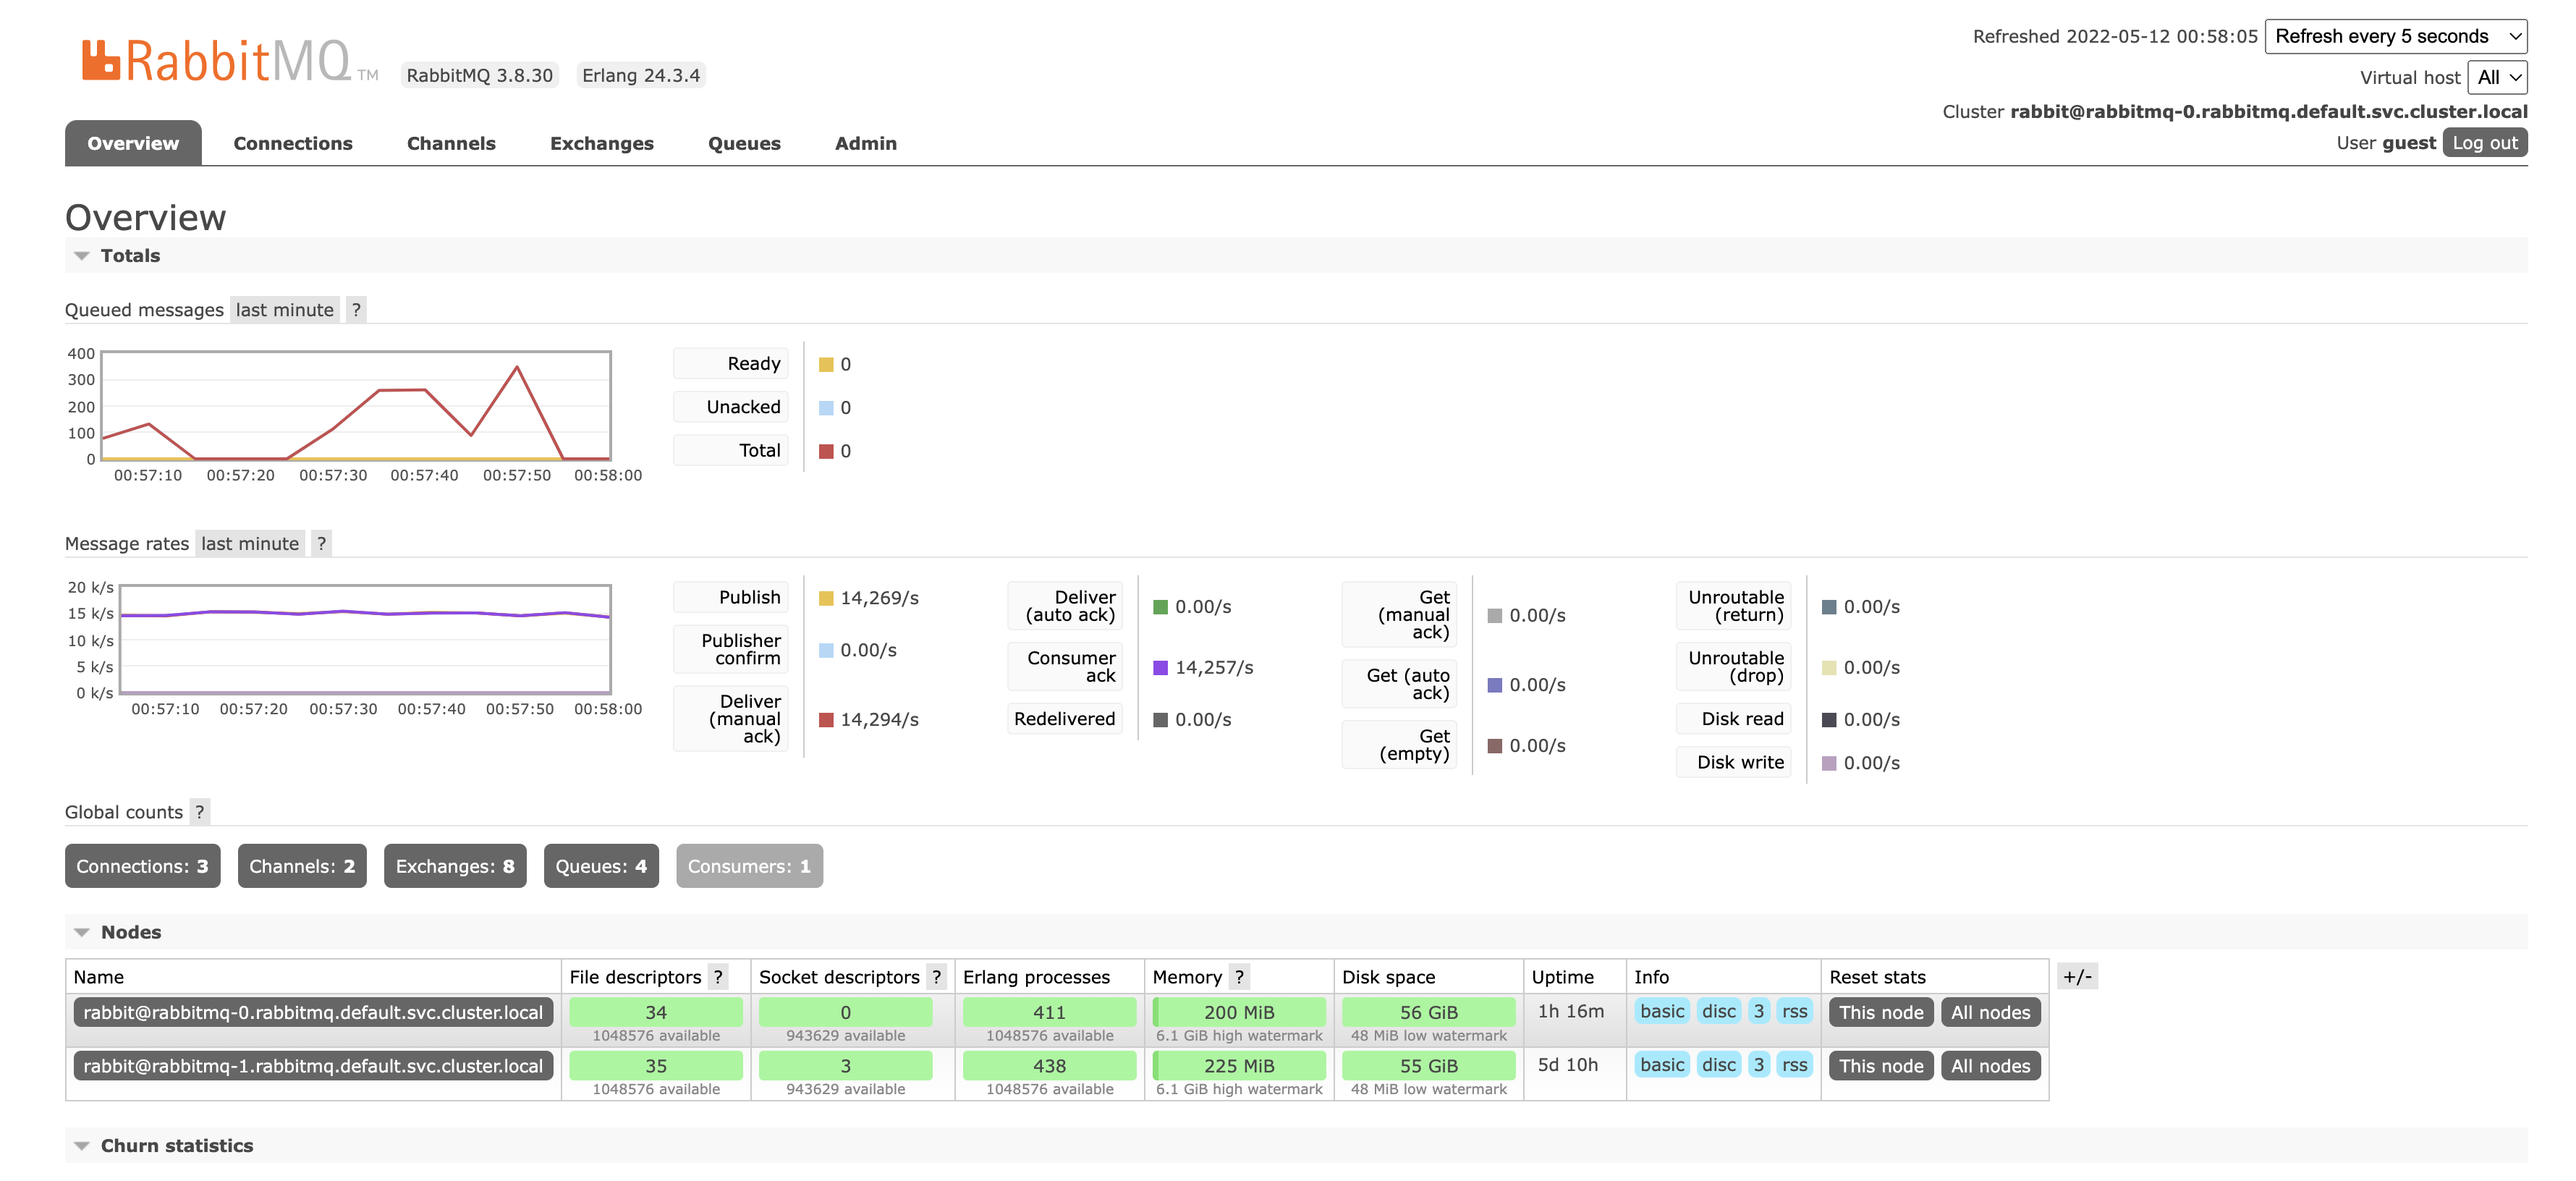 RabbitMQ TM RabbitMQ 3.8.30 Erlang 24.3.4
Refreshed 2022-05-12 00:58:05 Refresh every 5 seconds
Virtual host All
Cluster rabbit@rabbitmq-0.rabbitmq.default.svc.cluster.local
User guest Log out
Overview Connections Channels Exchanges Queues Admin
Overview
Totals
Queued messages last minute ?
400
300
200
100
0
00:57:10 00:57:20 00:57:30 00:57:40 00:57:50 00:58:00
Ready 0
Unacked 0
Total 0
Message rates last minute ?
20 k/s
15 k/s
10 k/s
5 k/s
0 k/s
00:57:10 00:57:20 00:57:30 00:57:40 00:57:50 00:58:00
Publish 14,269/s
Publisher
confirm 0.00/s
Deliver
(manual 14,294/s
ack)
Deliver
(auto ack) 0.00/s
Consumer
ack 14,257/s
Redelivered 0.00/s
Get
(manual 0.00/s
ack)
Get (auto
ack) 0.00/s
Get
(empty) 0.00/s
Unroutable
(return) 0.00/s
Unroutable
(drop) 0.00/s
Disk read 0.00/s
Disk write 0.00/s
Global counts ?
Connections: 3 Channels: 2 Exchanges: 8 Queues: 4 Consumers: 1
Nodes
Name File descriptors ? Socket descriptors ? Erlang processes Memory ? Disk space Uptime Info Reset stats +/-
rabbit@rabbitmq-0.rabbitmq.default.svc.cluster.local 34 0 411 200 MiB 56 GiB 1h 16m basic disc 3 rss This node All nodes
1048576 available 943629 available 1048576 available 6.1 GiB high watermark 48 MiB low watermark
rabbit@rabbitmq-1.rabbitmq.default.svc.cluster.local 35 3 438 225 MiB 55 GiB 5d 10h basic disc 3 rss This node All nodes
1048576 available 943629 available 1048576 available 6.1 GiB high watermark 48 MiB low watermark
Churn statistics